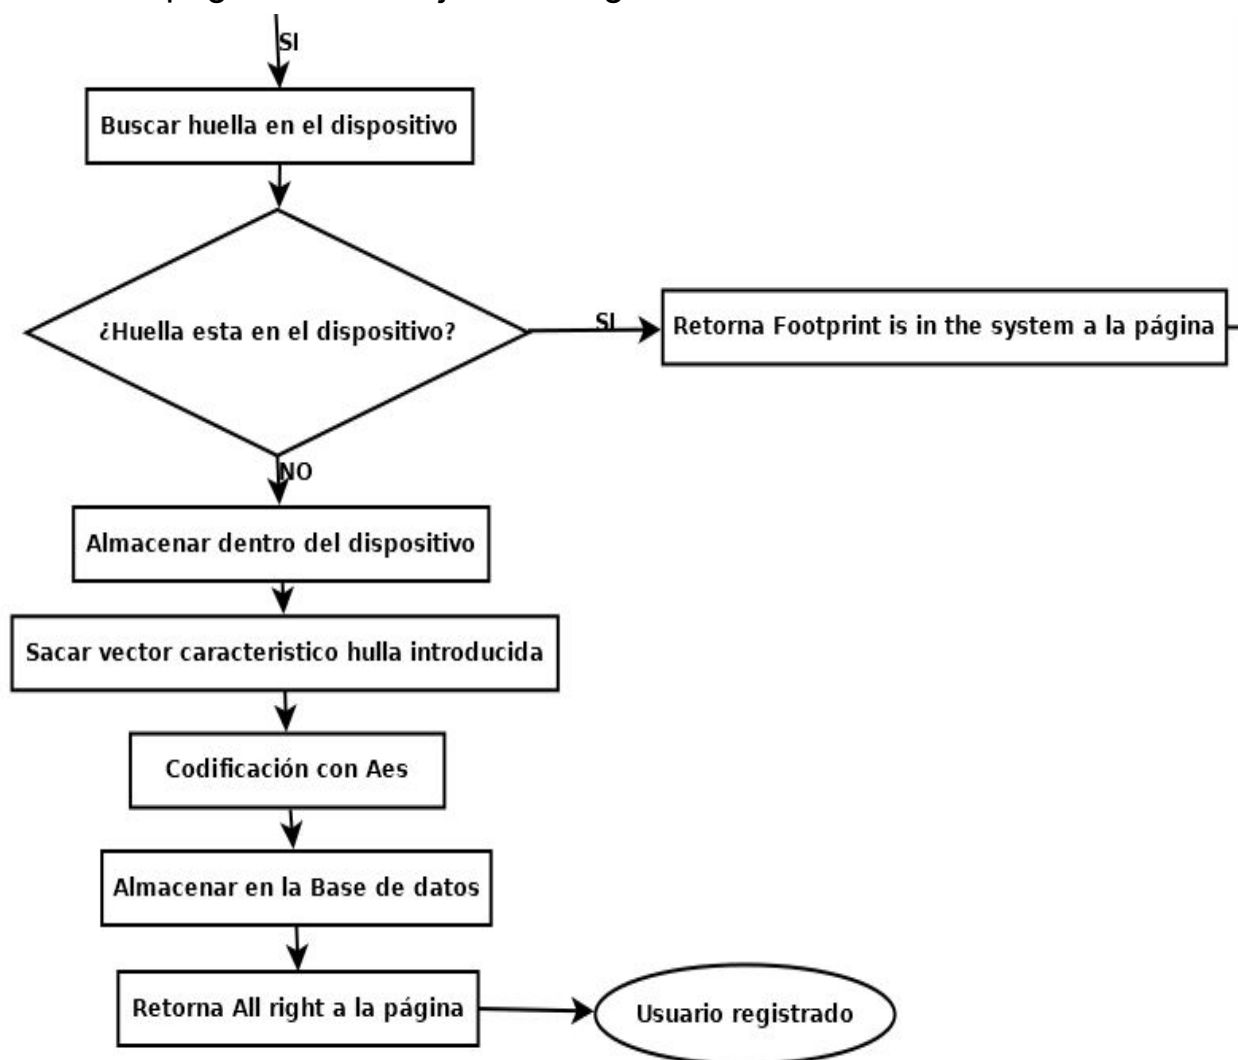 SI
Buscar huella en el dispositivo
¿Huella esta en el dispositivo?
SI
Retorna Footprint is in the system a la página
NO
Almacenar dentro del dispositivo
Sacar vector caracteristico hulla introducida
Codificación con Aes
Almacenar en la Base de datos
Retorna All right a la página
Usuario registrado